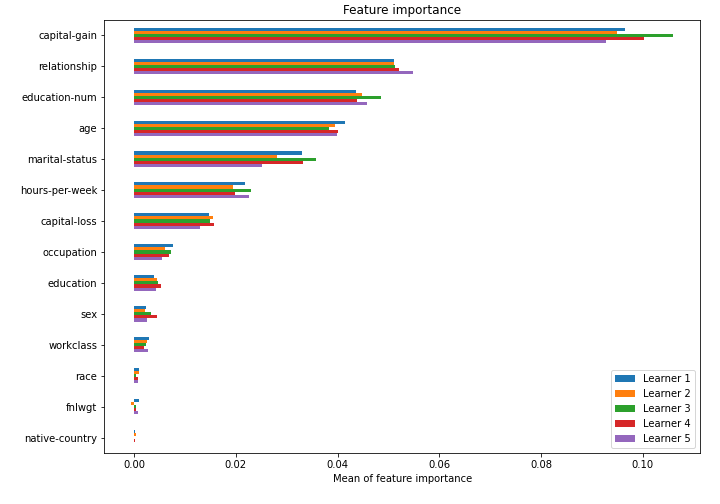 Feature importance
capital-gain
relationship
education-num
age
marital-status
hours-per-week
capital-loss
occupation
education
sex
workclass
race
fnlwgt
native-country
Learner 1
Learner 2
Learner 3
Learner 4
Learner 5
0.00 0.02 0.04 0.06 0.08 0.10
Mean of feature importance